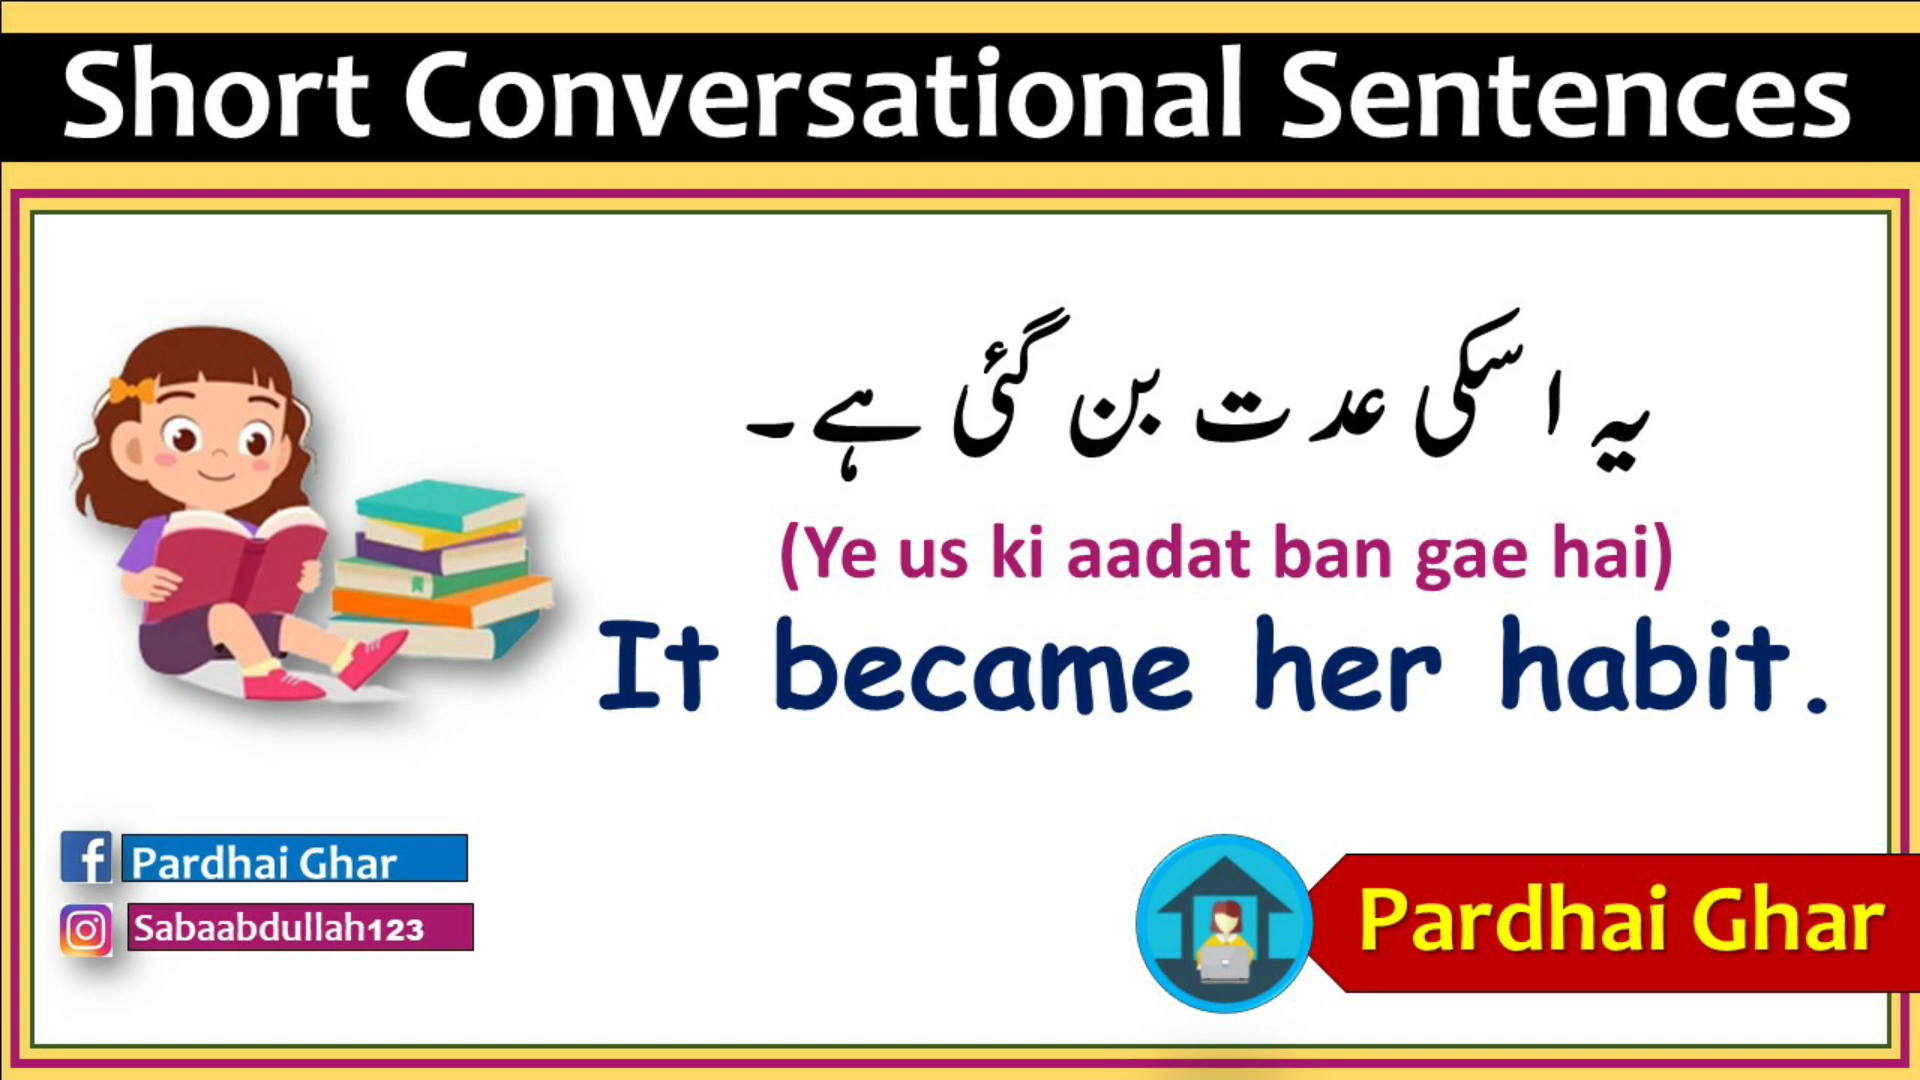 Short Conversational Sentences
یہ اسکی عدت بن گئی ہے۔
(Ye us ki aadat ban gae hai)
It became her habit.
Pardhai Ghar
Sabaabdullah123
Pardhai Ghar